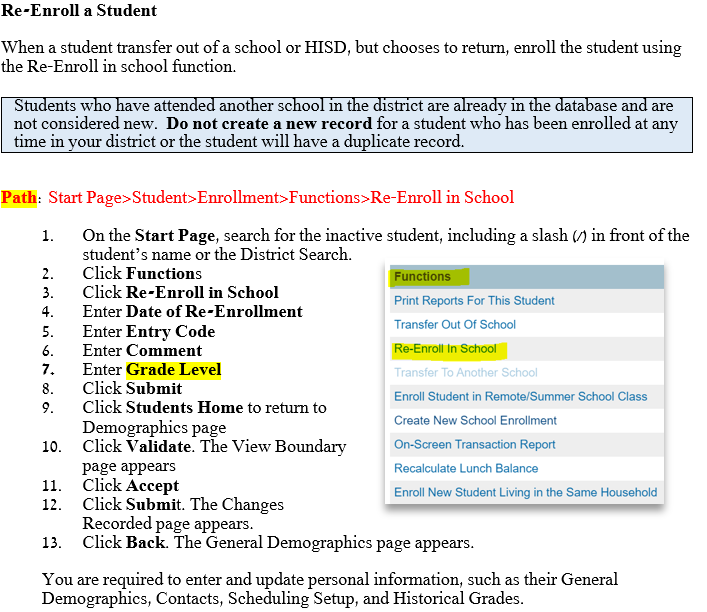 Re-Enroll a Student
When a student transfer out of a school or HISD, but chooses to return, enroll the student using
the Re-Enroll in school function.
Students who have attended another school in the district are already in the database and are
not considered new.  Do not create a new record for a student who has been enrolled at any
time in your district or the student will have a duplicate record.
Path:  Start Page>Student>Enrollment>Functions>Re-Enroll in School
1. On the Start Page, search for the inactive student, including a slash (/) in front of the
student's name or the District Search.
2. Click Functions
3. Click Re-Enroll in School
4. Enter Date of Re-Enrollment
5. Enter Entry Code
6. Enter Comment
7. Enter Grade Level
8. Click Submit
9. Click Students Home to return to
Demographics page
10. Click Validate. The View Boundary
page appears
11. Click Accept
12. Click Submit. The Changes
Recorded page appears.
13. Click Back. The General Demographics page appears.
Functions
Print Reports For This Student
Transfer Out Of School
Re-Enroll In School
Transfer To Another School
Enroll Student in Remote/Summer School Class
Create New School Enrollment
On-Screen Transaction Report
Recalculate Lunch Balance
Enroll New Student Living in the Same Household
You are required to enter and update personal information, such as their General
Demographics, Contacts, Scheduling Setup, and Historical Grades.